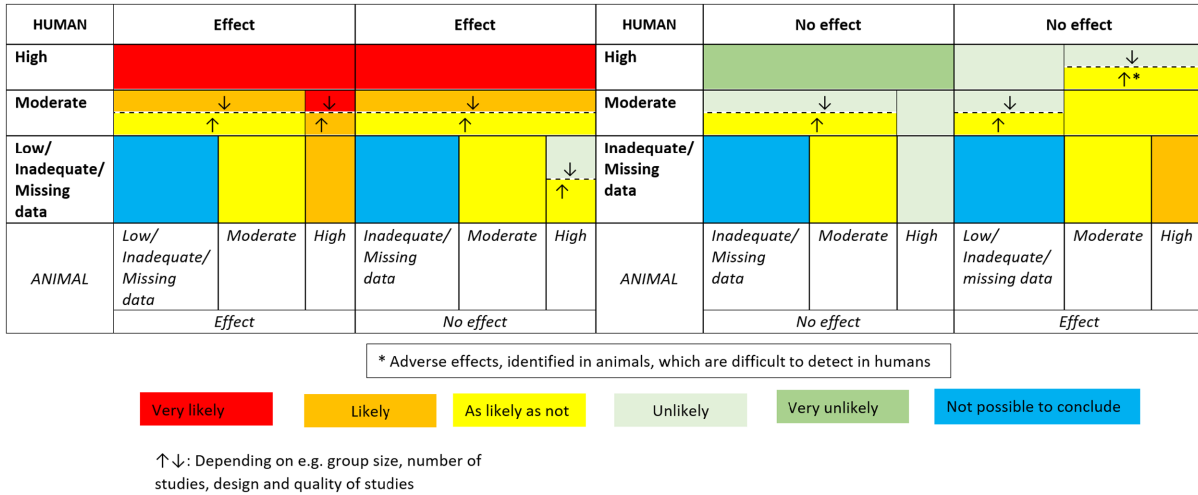 HUMAN Effect Effect HUMAN No effect No effect
High High ↓
↑*
Moderate ↓ ↓ ↓ Moderate ↓ ↓
↑ ↑ ↑ ↑ ↑
Low/
Inadequate/
Missing
data
↓
↑
Inadequate/
Missing
data
ANIMAL
Low/
Inadequate/
Missing
data
Moderate
High
Inadequate/
Missing
data
Moderate
High
ANIMAL
Inadequate/
Missing
data
Moderate
High
Low/
Inadequate/
missing data
Moderate
High
Effect No effect No effect Effect
* Adverse effects, identified in animals, which are difficult to detect in humans
Very likely Likely As likely as not Unlikely Very unlikely Not possible to conclude
↑↓: Depending on e.g. group size, number of
studies, design and quality of studies